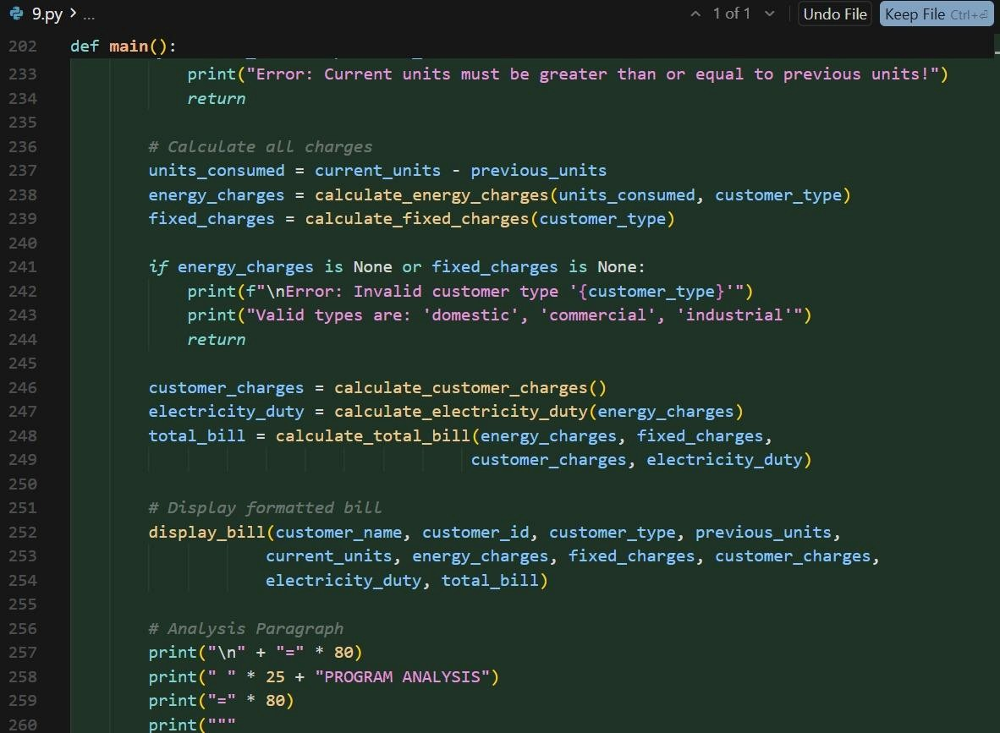 9.py > ...
1 of 1
Undo File
Keep File Ctrl+⏎
202 def main():
233 print("Error: Current units must be greater than or equal to previous units!")
234 return
235
236 # Calculate all charges
237 units_consumed = current_units - previous_units
238 energy_charges = calculate_energy_charges(units_consumed, customer_type)
239 fixed_charges = calculate_fixed_charges(customer_type)
240
241 if energy_charges is None or fixed_charges is None:
242 print(f"\nError: Invalid customer type '{customer_type}'")
243 print("Valid types are: 'domestic', 'commercial', 'industrial'")
244 return
245
246 customer_charges = calculate_customer_charges()
247 electricity_duty = calculate_electricity_duty(energy_charges)
248 total_bill = calculate_total_bill(energy_charges, fixed_charges,
249 customer_charges, electricity_duty)
250
251 # Display formatted bill
252 display_bill(customer_name, customer_id, customer_type, previous_units,
253 current_units, energy_charges, fixed_charges, customer_charges,
254 electricity_duty, total_bill)
255
256 # Analysis Paragraph
257 print("\n" + "=" * 80)
258 print(" " * 25 + "PROGRAM ANALYSIS")
259 print("=" * 80)
260 print("""